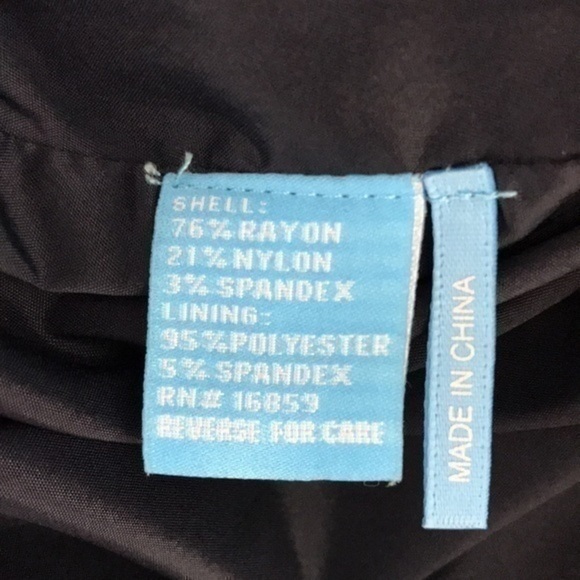 SHELL:
76% RAYON
21% NYLON
3% SPANDEX
LINING:
95% POLYESTER
5% SPANDEX
RN# 16859
REVERSE FOR CARE
MADE IN CHINA